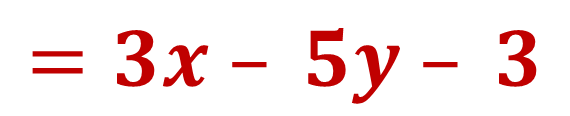 = 3x – 5y – 3